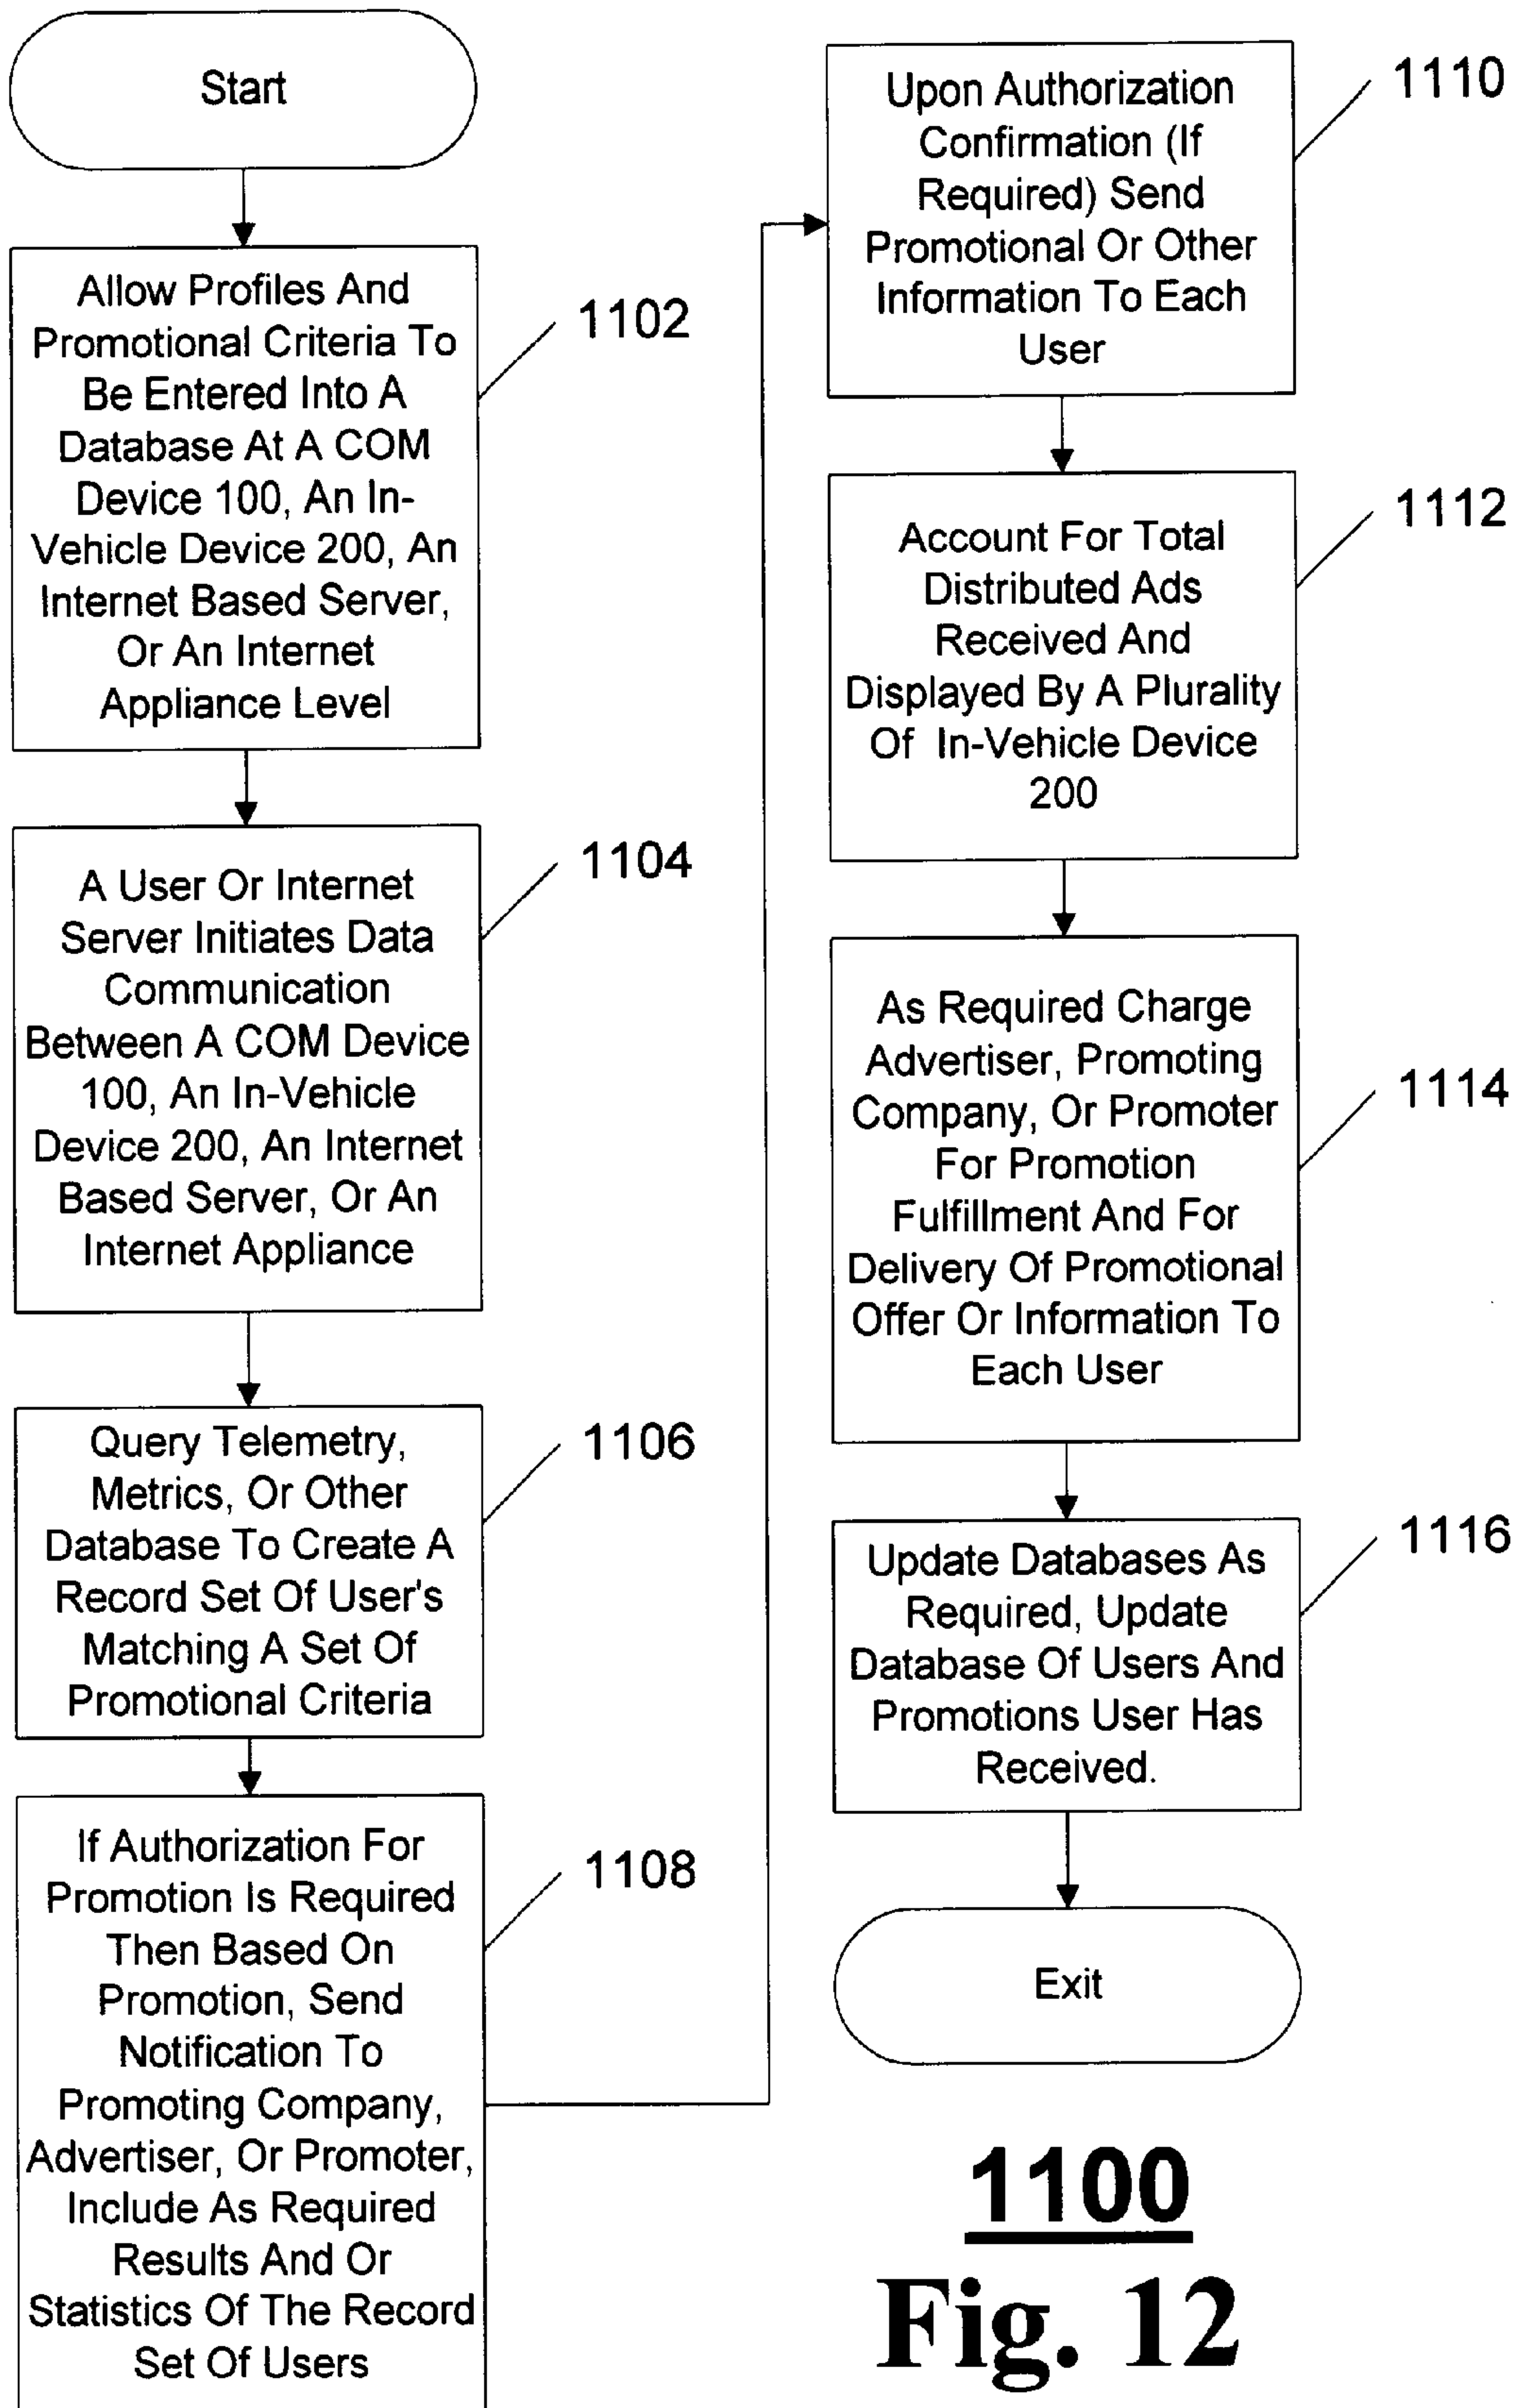 Start
Allow Profiles And
Promotional Criteria To
Be Entered Into A
Database At A COM
Device 100, An In-
Vehicle Device 200, An
Internet Based Server,
Or An Internet
Appliance Level
1102
A User Or Internet
Server Initiates Data
Communication
Between A COM Device
100, An In-Vehicle
Device 200, An Internet
Based Server, Or An
Internet Appliance
1104
Query Telemetry,
Metrics, Or Other
Database To Create A
Record Set Of User's
Matching A Set Of
Promotional Criteria
1106
If Authorization For
Promotion Is Required
Then Based On
Promotion, Send
Notification To
Promoting Company,
Advertiser, Or Promoter,
Include As Required
Results And Or
Statistics Of The Record
Set Of Users
1108
Upon Authorization
Confirmation (If
Required) Send
Promotional Or Other
Information To Each
User
1110
Account For Total
Distributed Ads
Received And
Displayed By A Plurality
Of In-Vehicle Device
200
1112
As Required Charge
Advertiser, Promoting
Company, Or Promoter
For Promotion
Fulfillment And For
Delivery Of Promotional
Offer Or Information To
Each User
1114
Update Databases As
Required, Update
Database Of Users And
Promotions User Has
Received.
1116
Exit
1100
Fig. 12